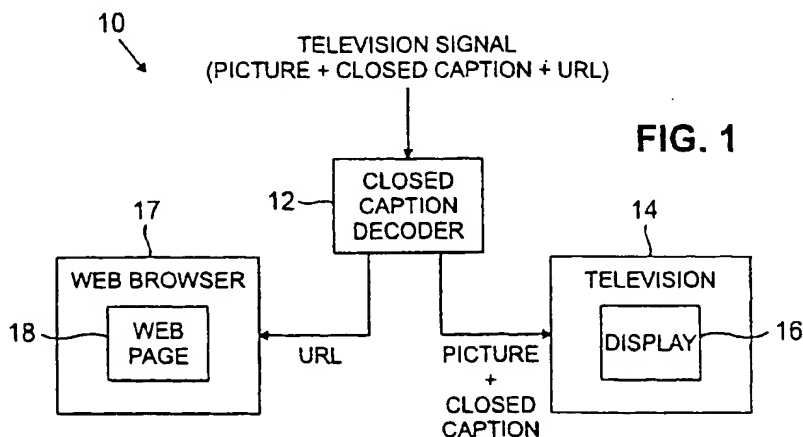 10
TELEVISION SIGNAL
(PICTURE + CLOSED CAPTION + URL)
FIG. 1
12
CLOSED
CAPTION
DECODER
17
WEB BROWSER
18
WEB
PAGE
URL
PICTURE
+
CLOSED
CAPTION
14
TELEVISION
DISPLAY
16